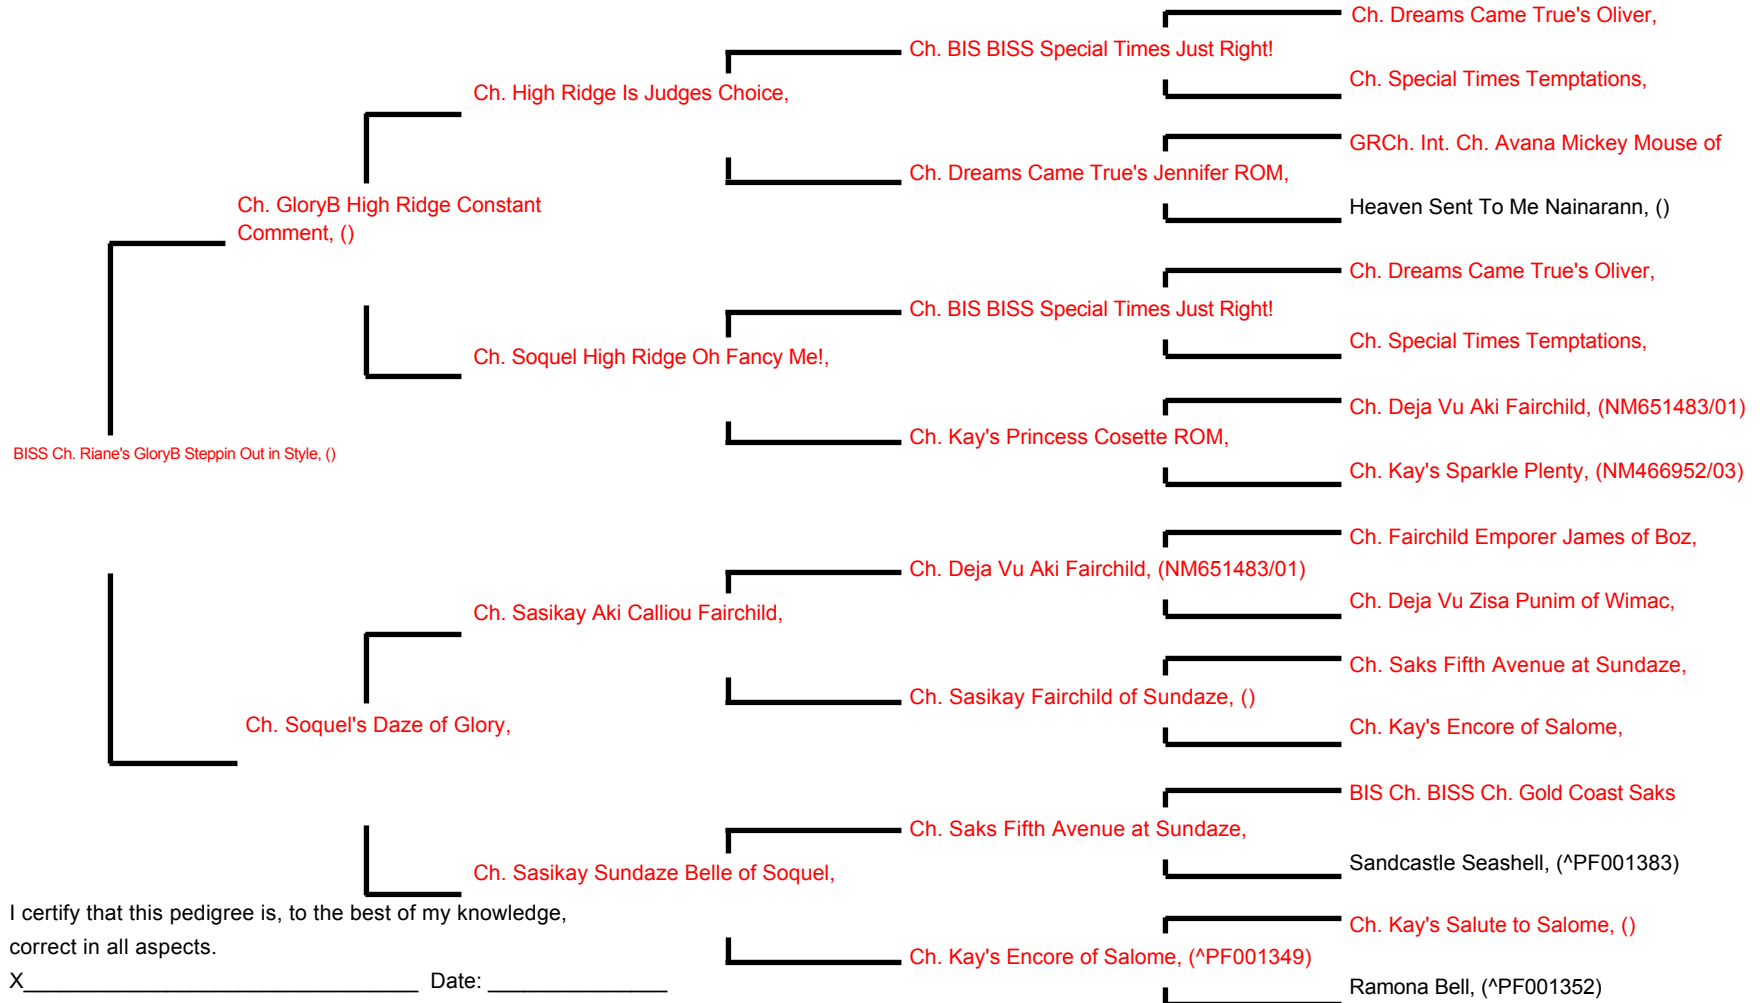 Ch. Dreams Came True's Oliver,
Ch. BIS BISS Special Times Just Right!
Ch. Special Times Temptations,
Ch. High Ridge Is Judges Choice,
GRCh. Int. Ch. Avana Mickey Mouse of
Ch. Dreams Came True's Jennifer ROM,
Heaven Sent To Me Nainarann, ()
Ch. GloryB High Ridge Constant
Comment, ()
Ch. Dreams Came True's Oliver,
Ch. BIS BISS Special Times Just Right!
Ch. Special Times Temptations,
Ch. Soquel High Ridge Oh Fancy Me!,
Ch. Deja Vu Aki Fairchild, (NM651483/01)
Ch. Kay's Princess Cosette ROM,
Ch. Kay's Sparkle Plenty, (NM466952/03)
BISS Ch. Riane's GloryB Steppin Out in Style, ()
Ch. Fairchild Emporer James of Boz,
Ch. Deja Vu Aki Fairchild, (NM651483/01)
Ch. Deja Vu Zisa Punim of Wimac,
Ch. Sasikay Aki Calliou Fairchild,
Ch. Saks Fifth Avenue at Sundaze,
Ch. Sasikay Fairchild of Sundaze, ()
Ch. Kay's Encore of Salome,
Ch. Soquel's Daze of Glory,
BIS Ch. BISS Ch. Gold Coast Saks
Ch. Saks Fifth Avenue at Sundaze,
Sandcastle Seashell, (^PF001383)
Ch. Sasikay Sundaze Belle of Soquel,
Ch. Kay's Salute to Salome, ()
Ch. Kay's Encore of Salome, (^PF001349)
Ramona Bell, (^PF001352)
I certify that this pedigree is, to the best of my knowledge,
correct in all aspects.
X________________________________ Date: _______________